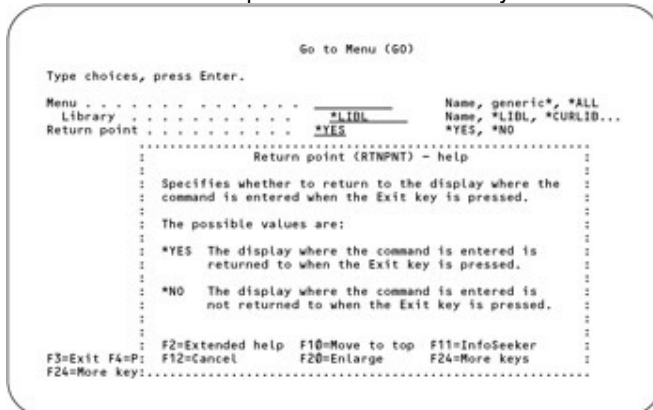 Go to Menu (GO)
Type choices, press Enter.
Menu . . . . . . . . . . . . . . Name, generic*, *ALL
Library . . . . . . . . . . . *LIBL Name, *LIBL, *CURLIB...
Return point . . . . . . . . . . *YES *YES, *NO
Return point (RTNPNT) - help
Specifies whether to return to the display where the
command is entered when the Exit key is pressed.
The possible values are:
*YES The display where the command is entered is
returned to when the Exit key is pressed.
*NO The display where the command is entered is
not returned to when the Exit key is pressed.
F2=Extended help F10=Move to top F11=InfoSeeker
F3=Exit F4=P: F12=Cancel F20=Enlarge F24=More keys
F24=More key: